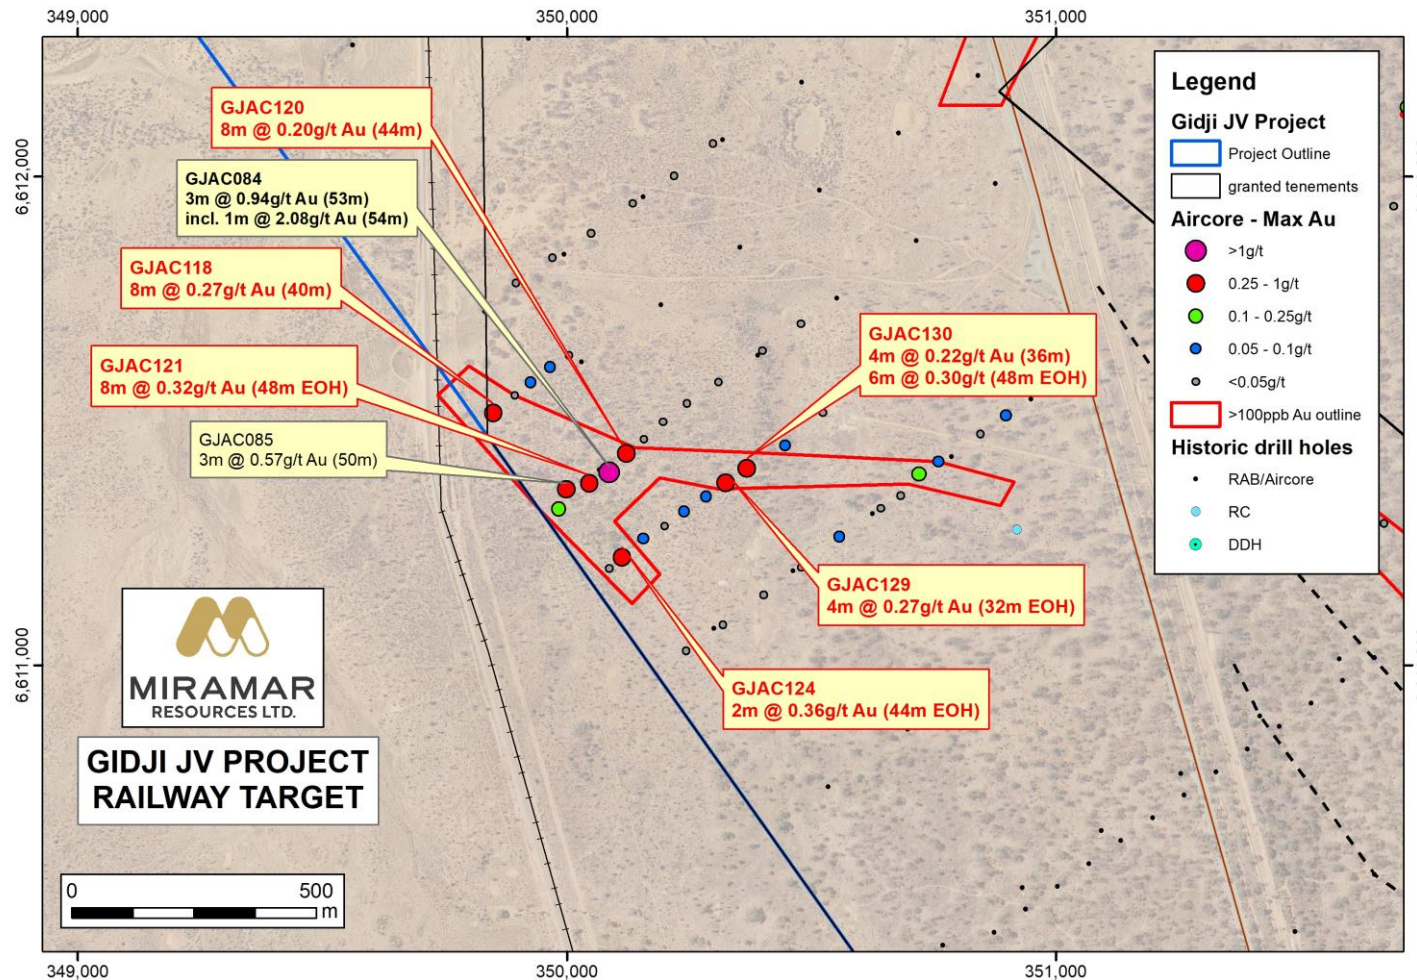 349,000
350,000
351,000
6,612,000
6,611,000
GJAC120
8m @ 0.20g/t Au (44m)
GJAC084
3m @ 0.94g/t Au (53m)
incl. 1m @ 2.08g/t Au (54m)
GJAC118
8m @ 0.27g/t Au (40m)
GJAC121
8m @ 0.32g/t Au (48m EOH)
GJAC085
3m @ 0.57g/t Au (50m)
GJAC130
4m @ 0.22g/t Au (36m)
6m @ 0.30g/t (48m EOH)
GJAC129
4m @ 0.27g/t Au (32m EOH)
GJAC124
2m @ 0.36g/t Au (44m EOH)
Legend
Gidji JV Project
Project Outline
granted tenements
Aircore - Max Au
>1g/t
0.25 - 1g/t
0.1 - 0.25g/t
0.05 - 0.1g/t
<0.05g/t
>100ppb Au outline
Historic drill holes
RAB/Aircore
RC
DDH
MIRAMAR
RESOURCES LTD.
GIDJI JV PROJECT
RAILWAY TARGET
0 500
m
349,000
350,000
351,000